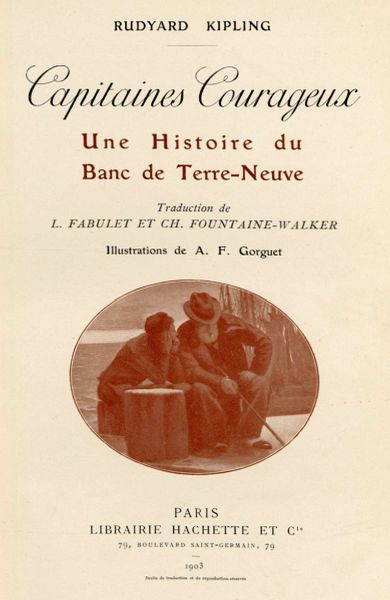 RUDYARD KIPLING
Capitaines Courageux
Une Histoire du
Banc de Terre-Neuve
Traduction de
L. FABULET ET CH. FOUNTAINE-WALKER
Illustrations de A. F. Gorguet
PARIS
LIBRAIRIE HACHETTE ET Cie
79, BOULEVARD SAINT-GERMAIN, 79
1903
Droits de traduction et de reproduction réservés.